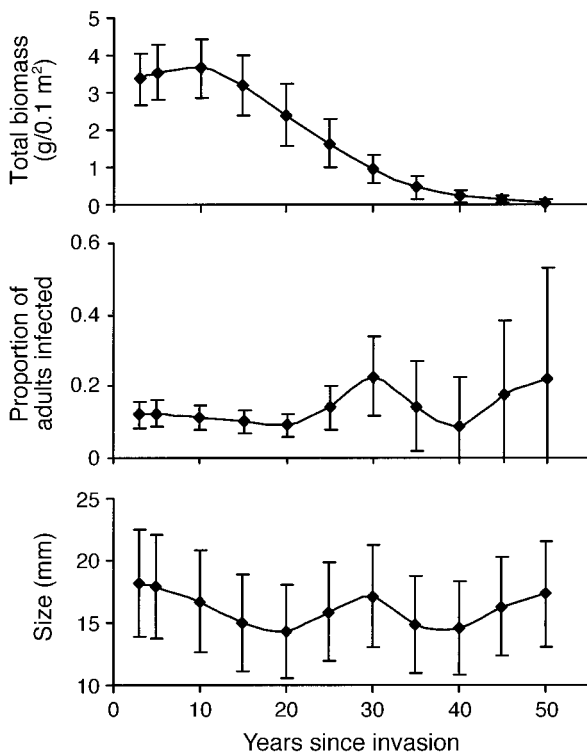 Total biomass
(g/0.1 m²)
5
4
3
2
1
0
Proportion of
adults infected
0.6
0.4
0.2
0
Size (mm)
25
20
15
10
0 10 20 30 40 50
Years since invasion